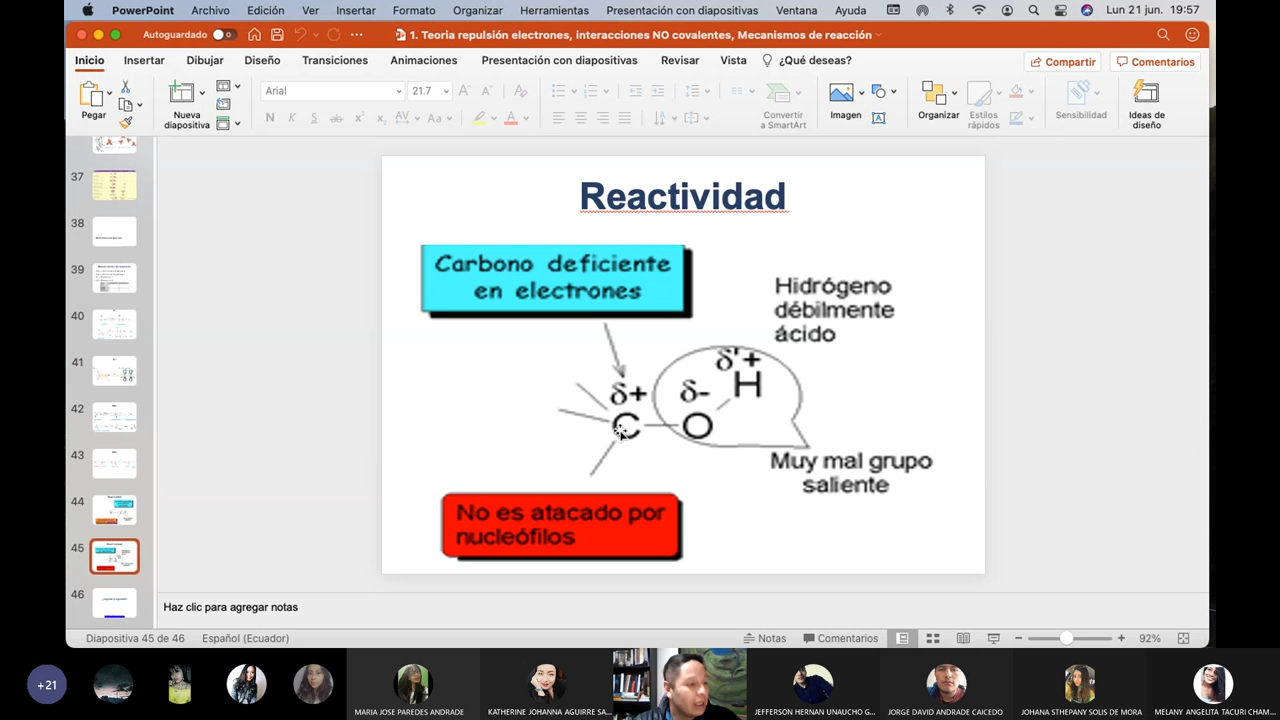 PowerPoint Archivo Edición Ver Insertar Formato Organizar Herramientas Presentación con diapositivas Ventana Ayuda Lun 21 jun. 19:57
Autoguardado 1. Teoria repulsión electrones, interacciones NO covalentes, Mecanismos de reacción
Inicio Insertar Dibujar Diseño Transiciones Animaciones Presentación con diapositivas Revisar Vista ¿Qué deseas? Compartir Comentarios
Arial 21.7
Pegar Nueva diapositiva N Aa A Convertir a SmartArt Imagen Organizar Estilos rápidos Sensibilidad Ideas de diseño
37
38
39
40
41
42
43
44
45
46
Reactividad
Carbono deficiente
en electrones
Hidrógeno
débilmente
ácido
δ'+
δ+ δ- H
C O
Muy mal grupo
saliente
No es atacado por
nucleófilos
Haz clic para agregar notas
Diapositiva 45 de 46 Español (Ecuador) Notas Comentarios 92%
+21 MARIA JOSE PAREDES ANDRADE KATHERINE JOHANNA AGUIRRE SA... JEFFERSON HERNAN UNAUCHO G... JORGE DAVID ANDRADE CAICEDO JOHANA STHEPANY SOLIS DE MORA MELANY ANGELITA TACURI CHAM...